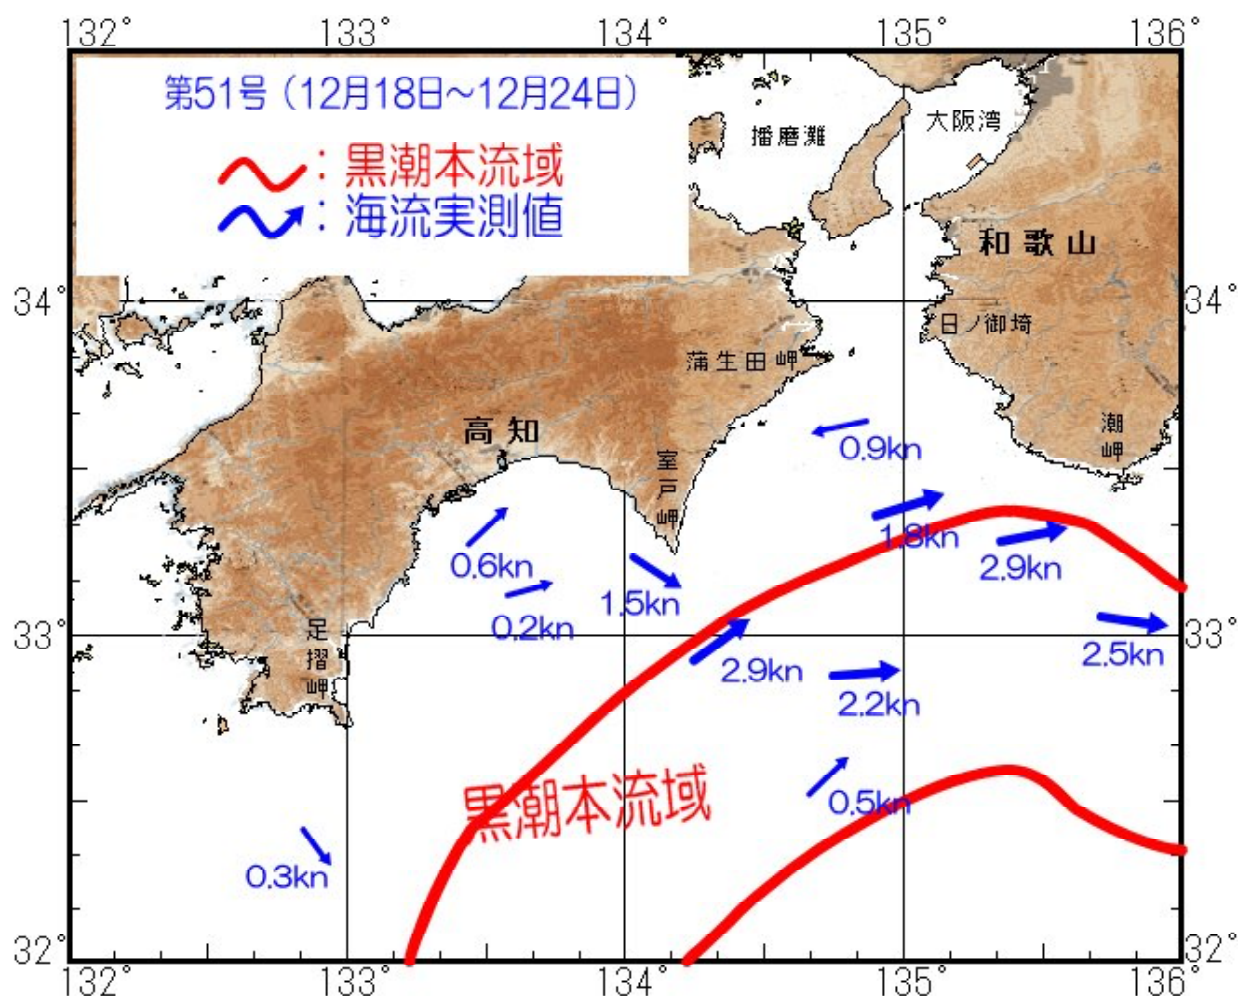 132° 133° 134° 135° 136°
第51号（12月18日～12月24日）
：黒潮本流域
：海流実測値
播磨灘
大阪湾
和歌山
34° 34°
日ノ御埼
蒲生田岬
潮岬
高知
室戸岬
0.9kn
1.8kn
2.9kn
0.6kn
1.5kn
0.2kn
足摺岬
33° 33°
2.5kn
2.9kn
2.2kn
黒潮本流域
0.5kn
0.3kn
32° 32°
132° 133° 134° 135° 136°